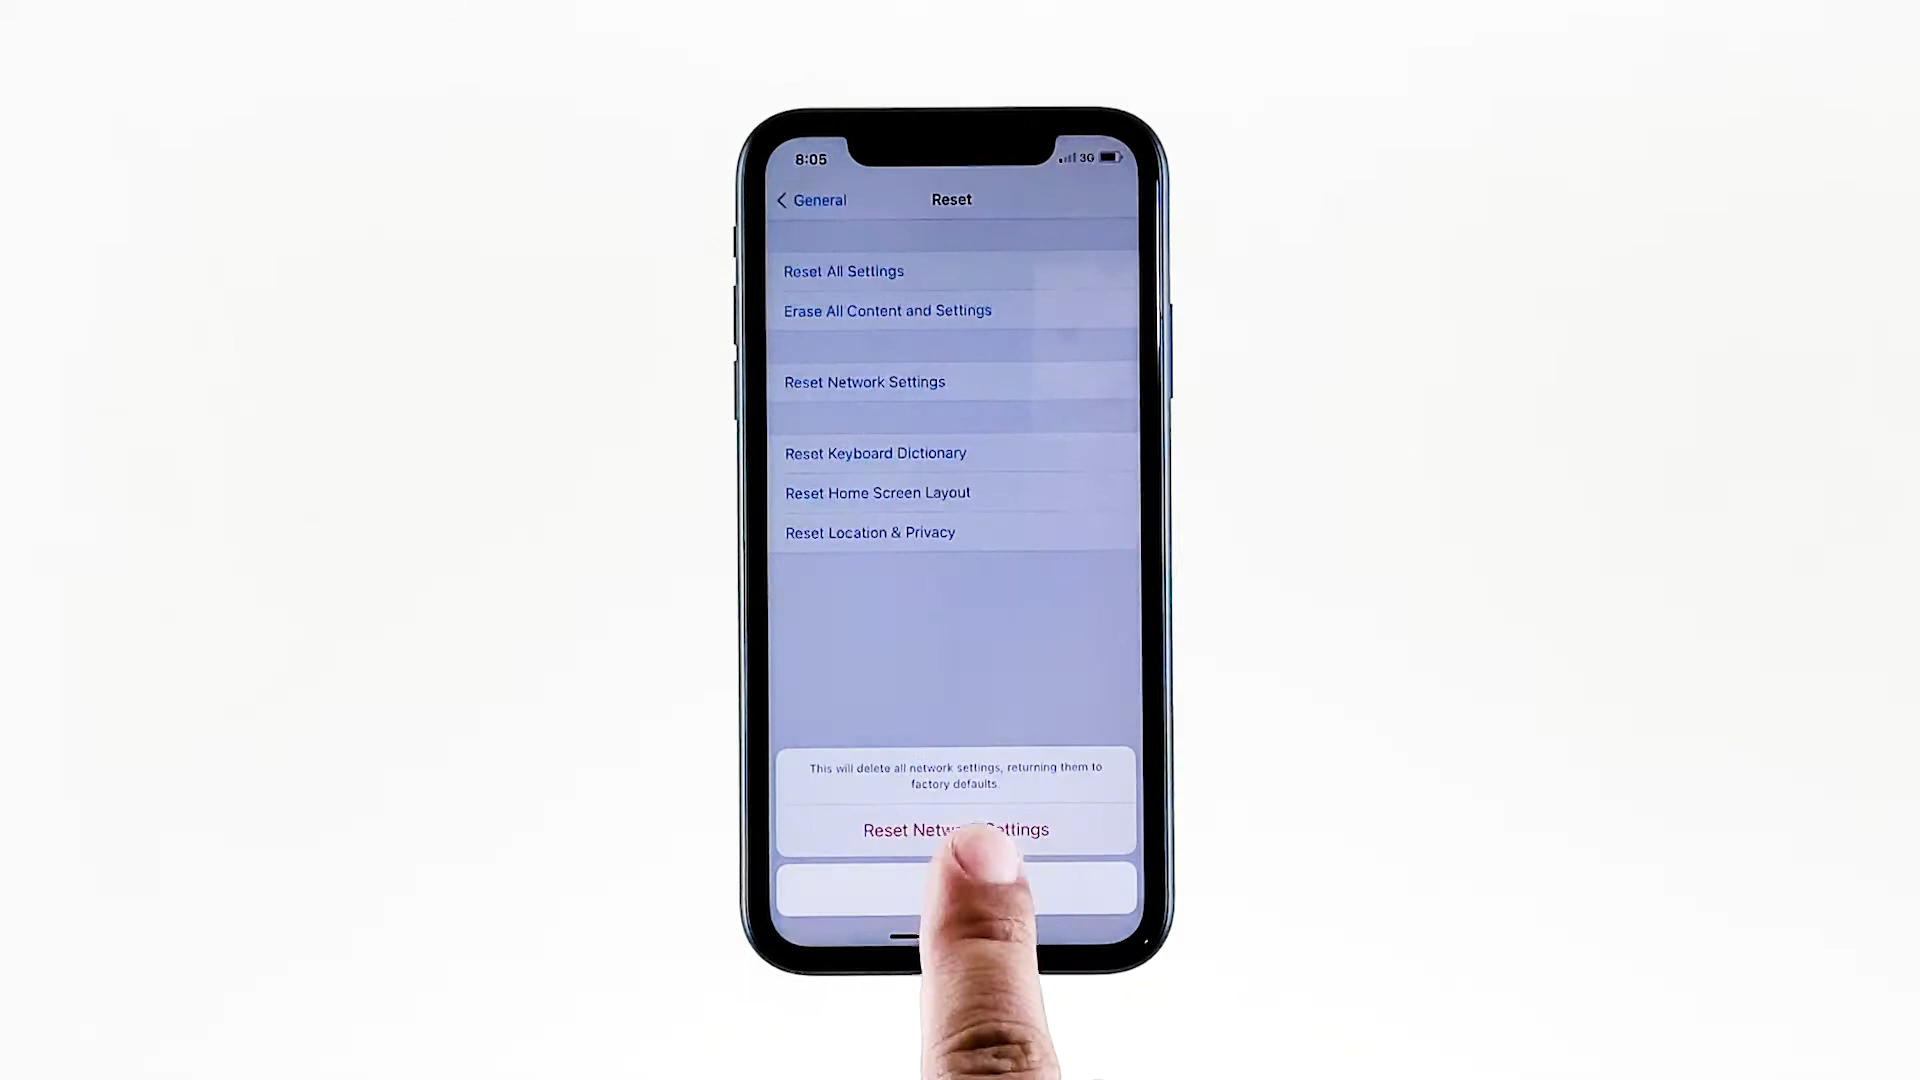 8:05
3G
General
Reset
Reset All Settings
Erase All Content and Settings
Reset Network Settings
Reset Keyboard Dictionary
Reset Home Screen Layout
Reset Location & Privacy
This will delete all network settings, returning them to
factory defaults.
Reset Settings